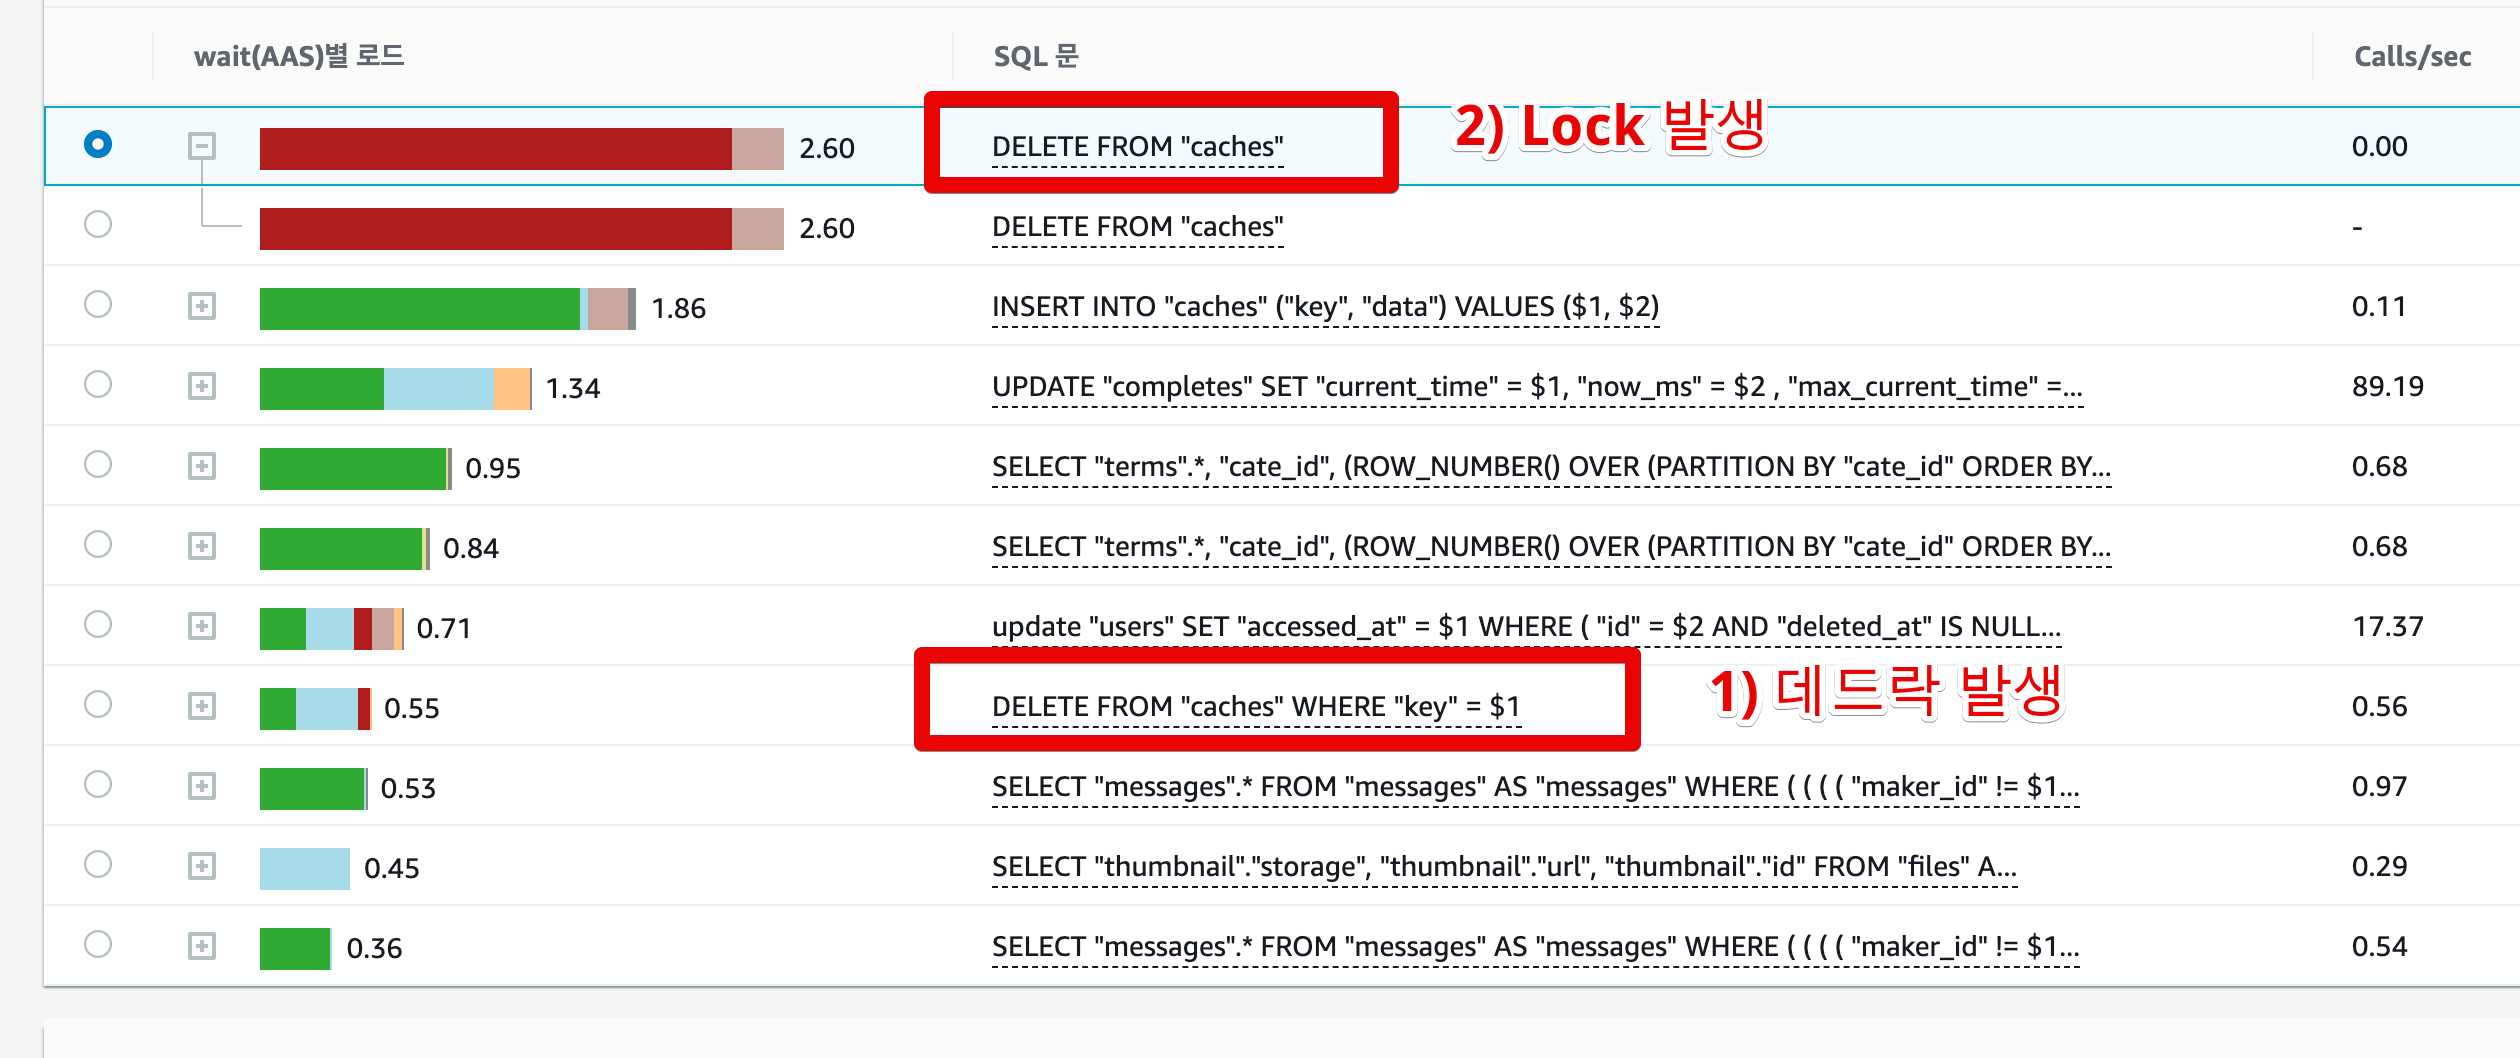 wait(AAS)별 로드 SQL 문 Calls/sec
2.60 DELETE FROM "caches" 2) Lock 발생 0.00
2.60 DELETE FROM "caches" -
1.86 INSERT INTO "caches" ("key", "data") VALUES ($1, $2) 0.11
1.34 UPDATE "completes" SET "current_time" = $1, "now_ms" = $2 , "max_current_time" =... 89.19
0.95 SELECT "terms".*, "cate_id", (ROW_NUMBER() OVER (PARTITION BY "cate_id" ORDER BY... 0.68
0.84 SELECT "terms".*, "cate_id", (ROW_NUMBER() OVER (PARTITION BY "cate_id" ORDER BY... 0.68
0.71 update "users" SET "accessed_at" = $1 WHERE ( "id" = $2 AND "deleted_at" IS NULL... 17.37
0.55 DELETE FROM "caches" WHERE "key" = $1 1) 데드락 발생 0.56
0.53 SELECT "messages".* FROM "messages" AS "messages" WHERE ( ( ( ( "maker_id" != $1... 0.97
0.45 SELECT "thumbnail"."storage", "thumbnail"."url", "thumbnail"."id" FROM "files" A... 0.29
0.36 SELECT "messages".* FROM "messages" AS "messages" WHERE ( ( ( ( "maker_id" != $1... 0.54